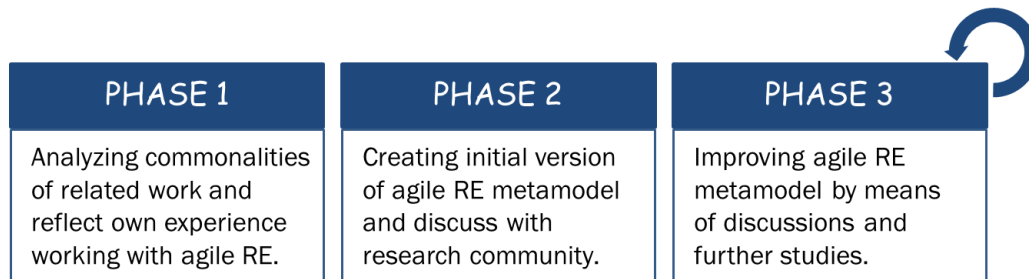 PHASE 1
Analyzing commonalities
of related work and
reflect own experience
working with agile RE.
PHASE 2
Creating initial version
of agile RE metamodel
and discuss with
research community.
PHASE 3
Improving agile RE
metamodel by means
of discussions and
further studies.